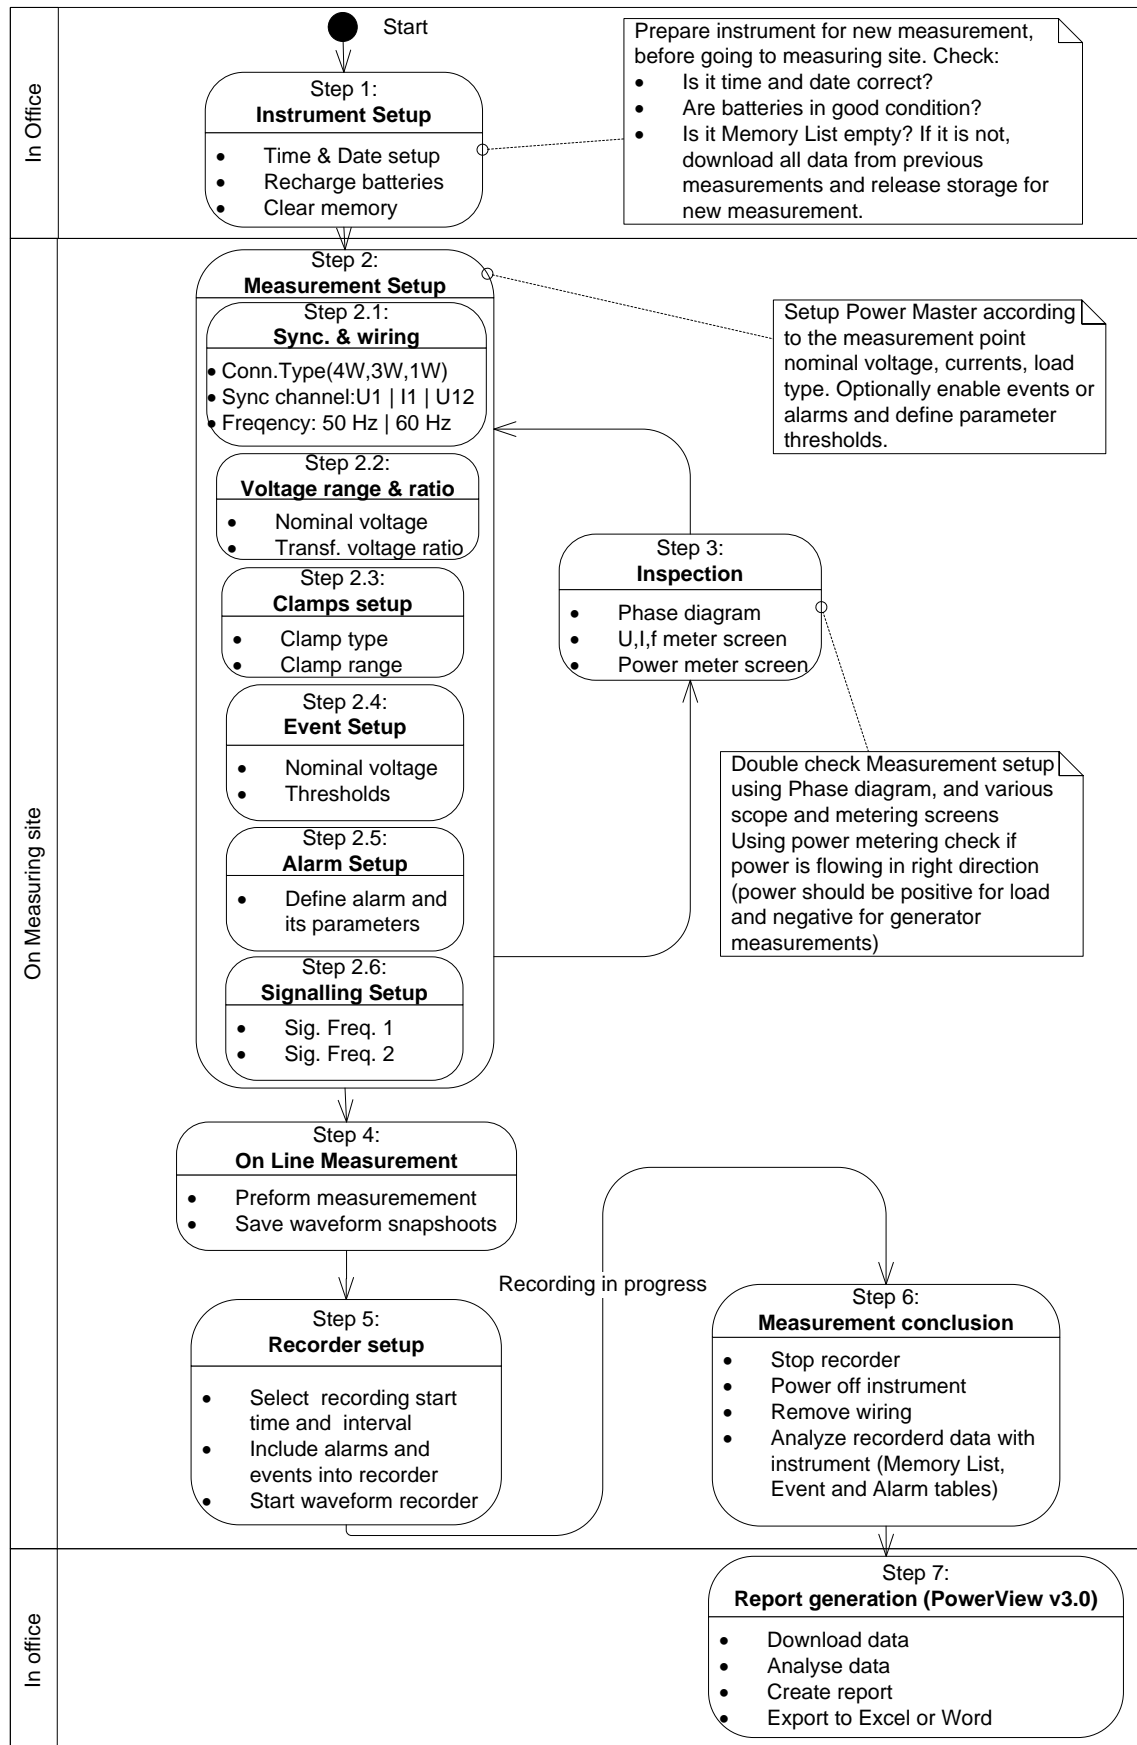 Start
In Office
Step 1:
Instrument Setup
• Time & Date setup
• Recharge batteries
• Clear memory
Prepare instrument for new measurement,
before going to measuring site. Check:
• Is it time and date correct?
• Are batteries in good condition?
• Is it Memory List empty? If it is not,
download all data from previous
measurements and release storage for
new measurement.
On Measuring site
Step 2:
Measurement Setup
Step 2.1:
Sync. & wiring
• Conn.Type(4W,3W,1W)
• Sync channel:U1 | I1 | U12
• Freqency: 50 Hz | 60 Hz
Step 2.2:
Voltage range & ratio
• Nominal voltage
• Transf. voltage ratio
Step 2.3:
Clamps setup
• Clamp type
• Clamp range
Step 2.4:
Event Setup
• Nominal voltage
• Thresholds
Step 2.5:
Alarm Setup
• Define alarm and
its parameters
Step 2.6:
Signalling Setup
• Sig. Freq. 1
• Sig. Freq. 2
Setup Power Master according
to the measurement point
nominal voltage, currents, load
type. Optionally enable events or
alarms and define parameter
thresholds.
Step 3:
Inspection
• Phase diagram
• U,I,f meter screen
• Power meter screen
Double check Measurement setup
using Phase diagram, and various
scope and metering screens
Using power metering check if
power is flowing in right direction
(power should be positive for load
and negative for generator
measurements)
Step 4:
On Line Measurement
• Preform measuremement
• Save waveform snapshoots
Step 5:
Recorder setup
• Select recording start
time and interval
• Include alarms and
events into recorder
• Start waveform recorder
Recording in progress
Step 6:
Measurement conclusion
• Stop recorder
• Power off instrument
• Remove wiring
• Analyze recorderd data with
instrument (Memory List,
Event and Alarm tables)
In office
Step 7:
Report generation (PowerView v3.0)
• Download data
• Analyse data
• Create report
• Export to Excel or Word